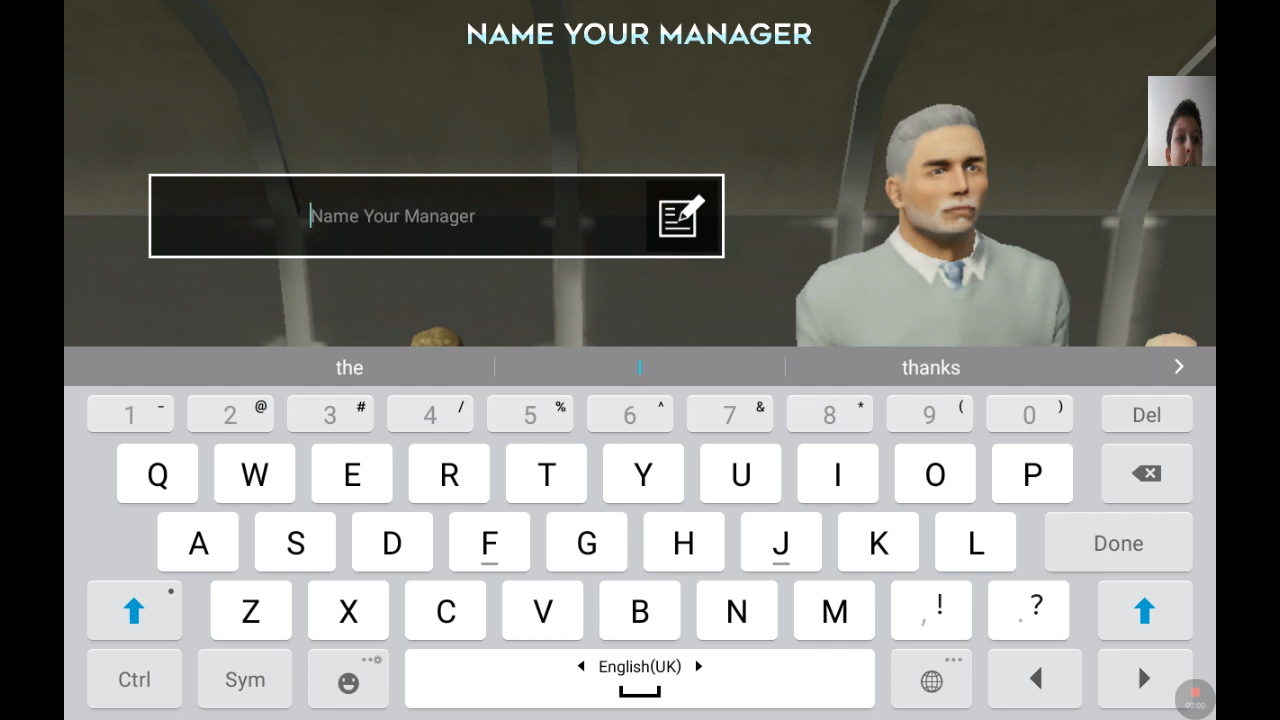 NAME YOUR MANAGER
Name Your Manager
the I thanks
1 - 2 @ 3 # 4 / 5 % 6 ^ 7 & 8 * 9 ( 0 ) Del
Q W E R T Y U I O P
A S D F G H J K L Done
Z X C V B N M , ! . ?
Ctrl Sym English(UK)